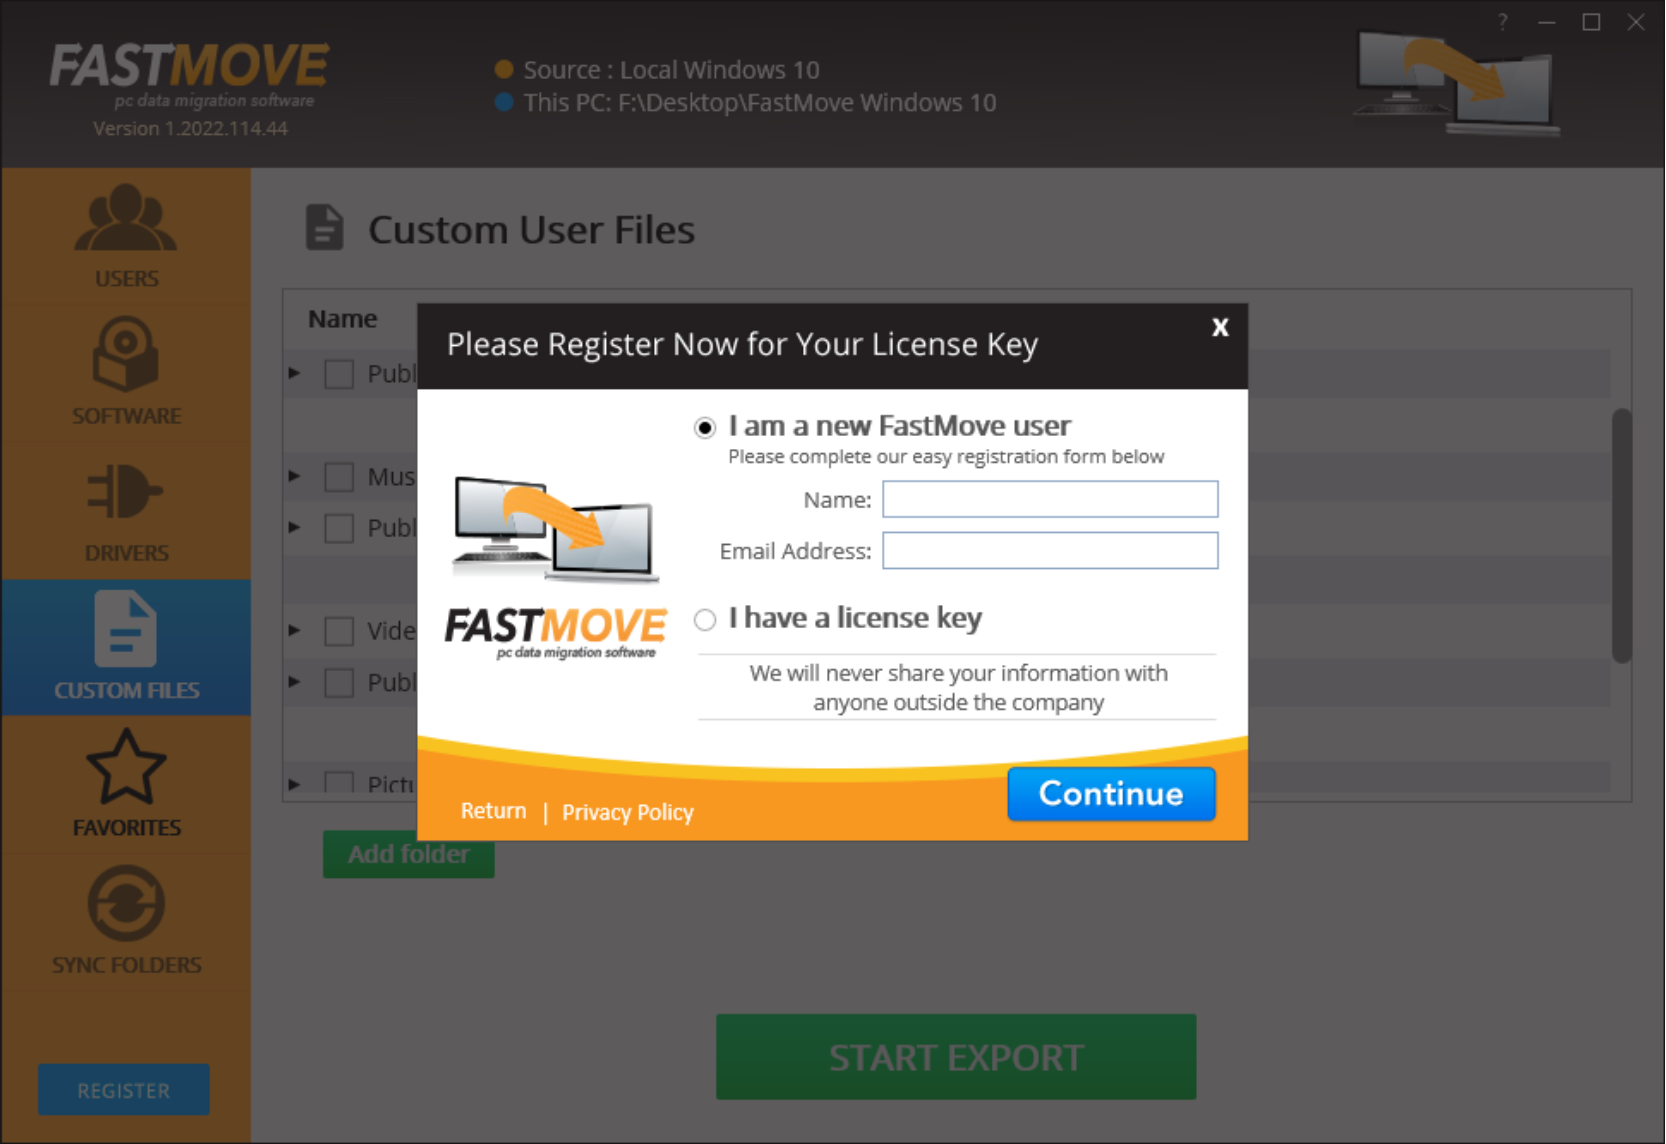 ?
FASTMOVE
pc data migration software
Version 1.2022.114.44
Source : Local Windows 10
This PC: F:\Desktop\FastMove Windows 10
USERS
SOFTWARE
DRIVERS
CUSTOM FILES
FAVORITES
SYNC FOLDERS
REGISTER
Custom User Files
Name
Publ
Mus
Publ
Vide
Publ
Pictu
Add folder
START EXPORT
Please Register Now for Your License Key
X
I am a new FastMove user
Please complete our easy registration form below
Name:
Email Address:
I have a license key
We will never share your information with
anyone outside the company
FASTMOVE
pc data migration software
Return | Privacy Policy
Continue